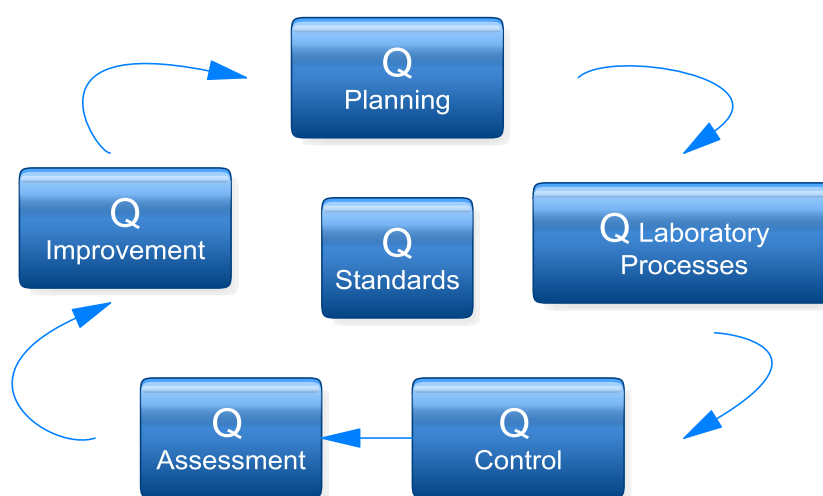 Q
Planning
Q Laboratory
Processes
Q
Improvement
Q
Standards
Q
Assessment
Q
Control